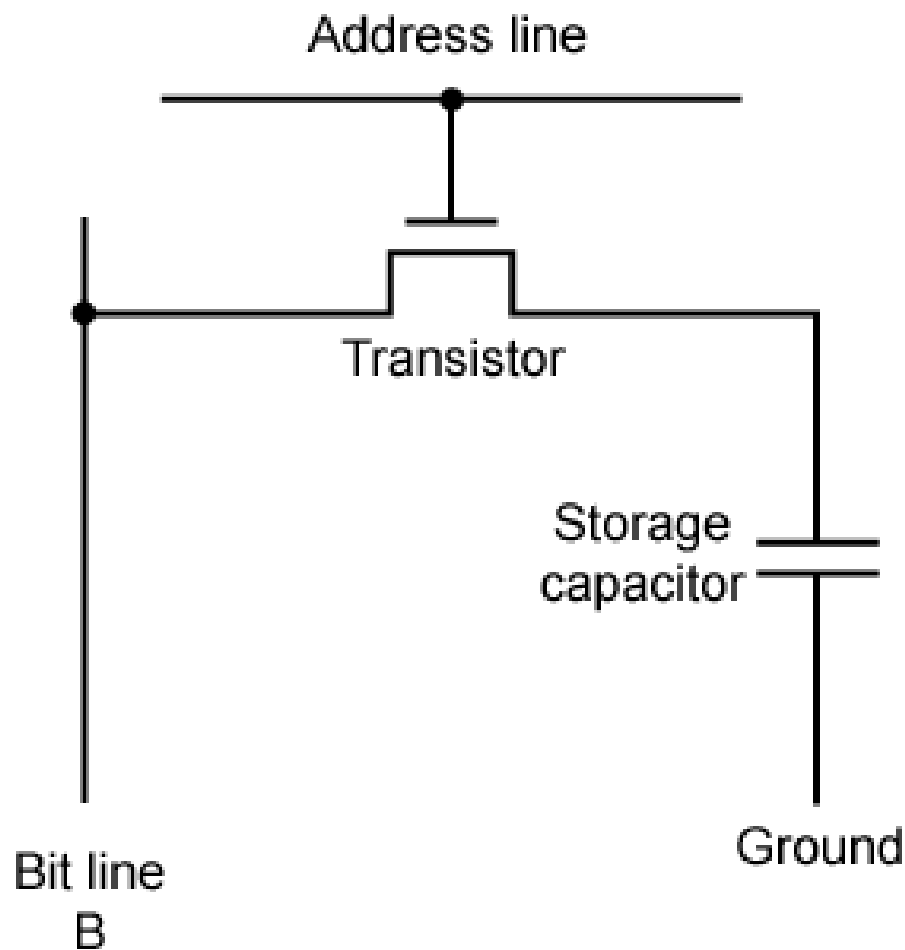 Address line
Transistor
Storage
capacitor
Ground
Bit line
B